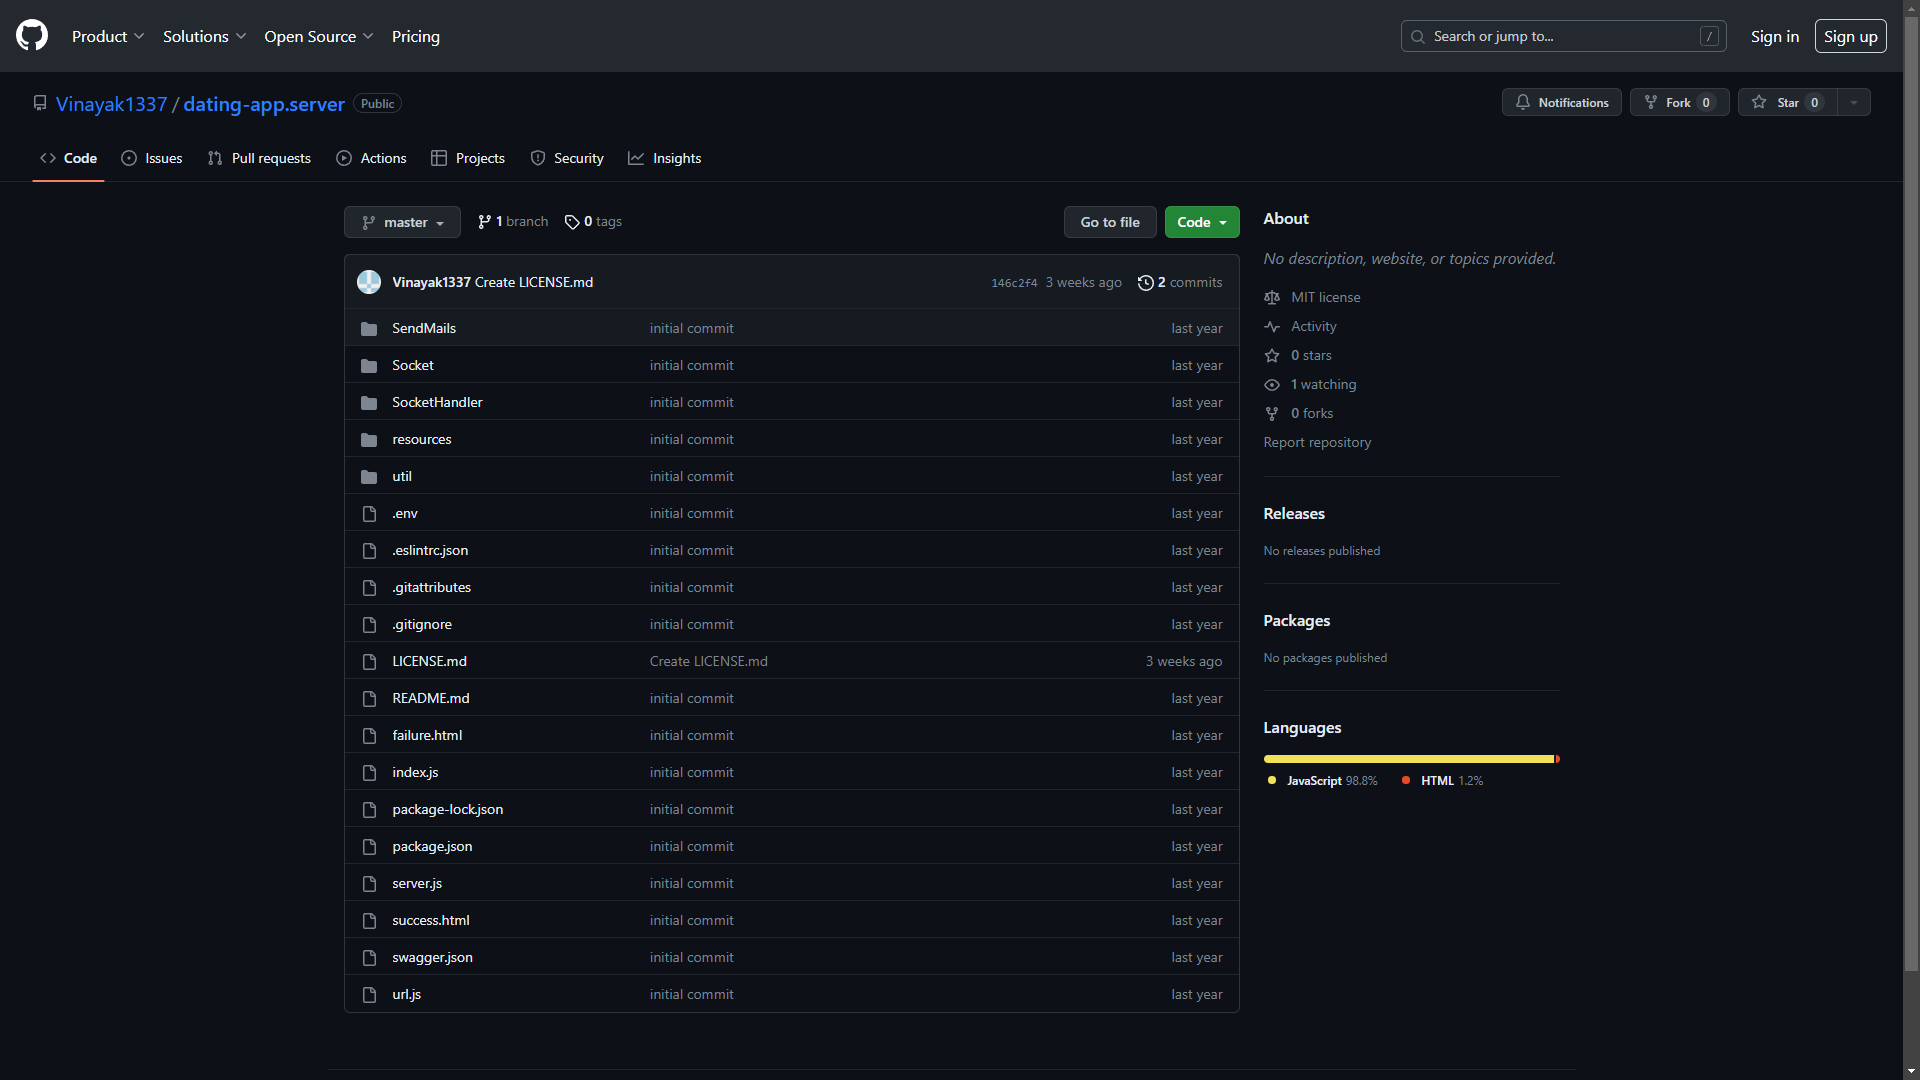 Product Solutions Open Source Pricing Search or jump to... / Sign in Sign up
Vinayak1337 / dating-app.server Public Notifications Fork 0 Star 0
Code Issues Pull requests Actions Projects Security Insights
master 1 branch 0 tags Go to file Code
Vinayak1337 Create LICENSE.md 146c2f4 3 weeks ago 2 commits
SendMails initial commit last year
Socket initial commit last year
SocketHandler initial commit last year
resources initial commit last year
util initial commit last year
.env initial commit last year
.eslintrc.json initial commit last year
.gitattributes initial commit last year
.gitignore initial commit last year
LICENSE.md Create LICENSE.md 3 weeks ago
README.md initial commit last year
failure.html initial commit last year
index.js initial commit last year
package-lock.json initial commit last year
package.json initial commit last year
server.js initial commit last year
success.html initial commit last year
swagger.json initial commit last year
url.js initial commit last year
About
No description, website, or topics provided.
MIT license
Activity
0 stars
1 watching
0 forks
Report repository
Releases
No releases published
Packages
No packages published
Languages
JavaScript 98.8% HTML 1.2%